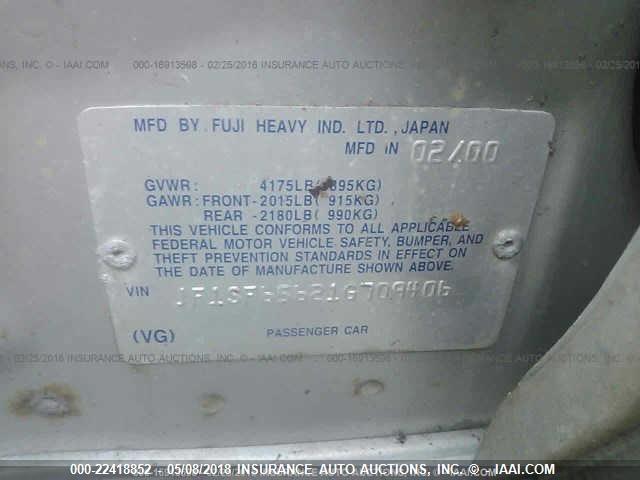 000-16913598 - 02/25/2016 INSURANCE AUTO AUCTIONS, INC. - ©IAAI.COM
MFD BY. FUJI HEAVY IND. LTD., JAPAN
MFD IN 02/00
GVWR: 4175LB(1895KG)
GAWR: FRONT-2015LB( 915KG)
REAR -2180LB( 990KG)
THIS VEHICLE CONFORMS TO ALL APPLICABLE
FEDERAL MOTOR VEHICLE SAFETY, BUMPER, AND
THEFT PREVENTION STANDARDS IN EFFECT ON
THE DATE OF MANUFACTURE SHOWN ABOVE.
VIN
(VG) PASSENGER CAR
000-22418852 - 05/08/2018 INSURANCE AUTO AUCTIONS, INC. - ©IAAI.COM